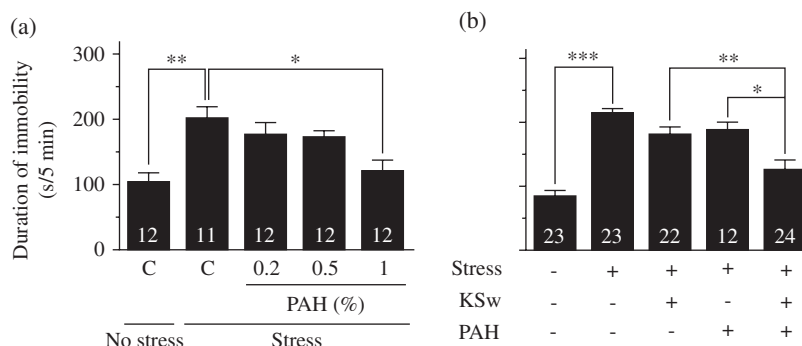 (a)
Duration of immobility
(s/5 min)
300
200
100
0
** *
12 11 12 12 12
C C 0.2 0.5 1
PAH (%)
No stress Stress
(b)
*** **
*
23 23 22 12 24
Stress - + + + +
KSw - - + - +
PAH - - - + +